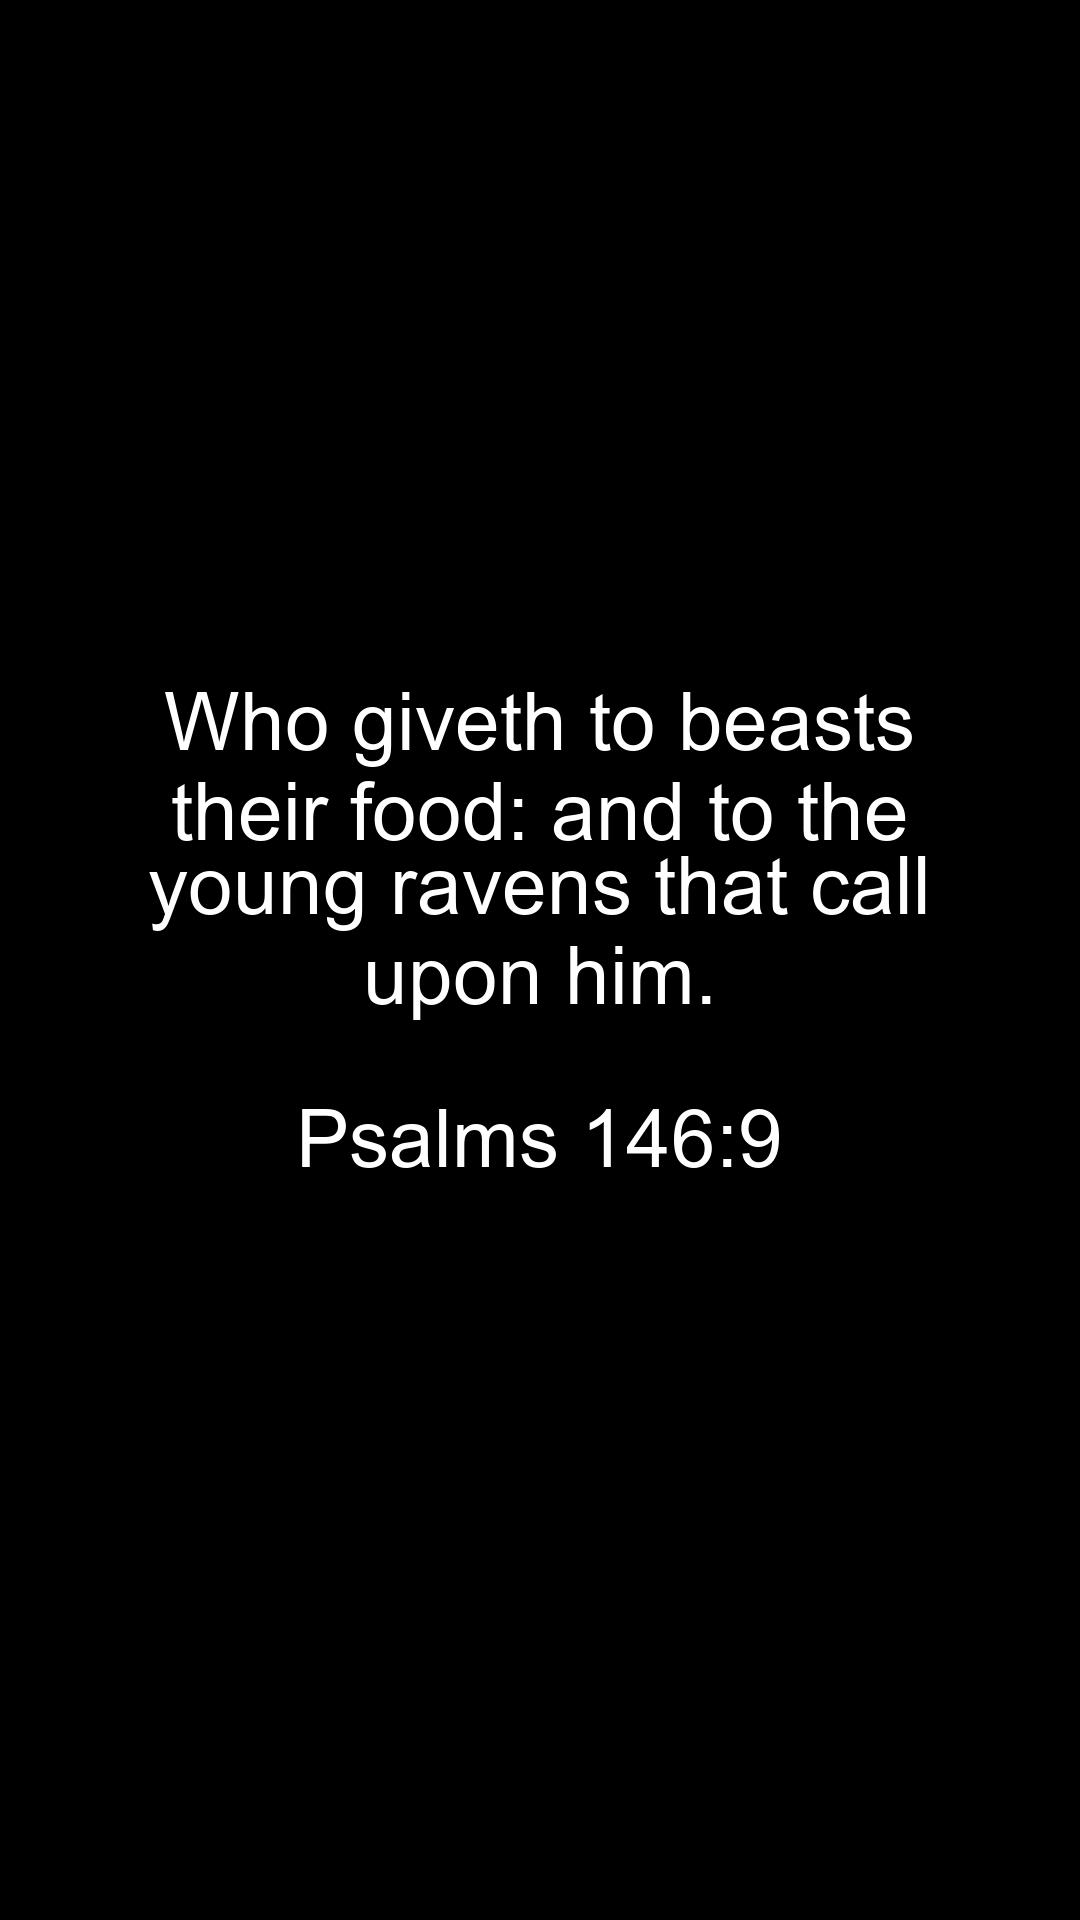 Who giveth to beasts
their food: and to the
young ravens that call
upon him.
Psalms 146:9